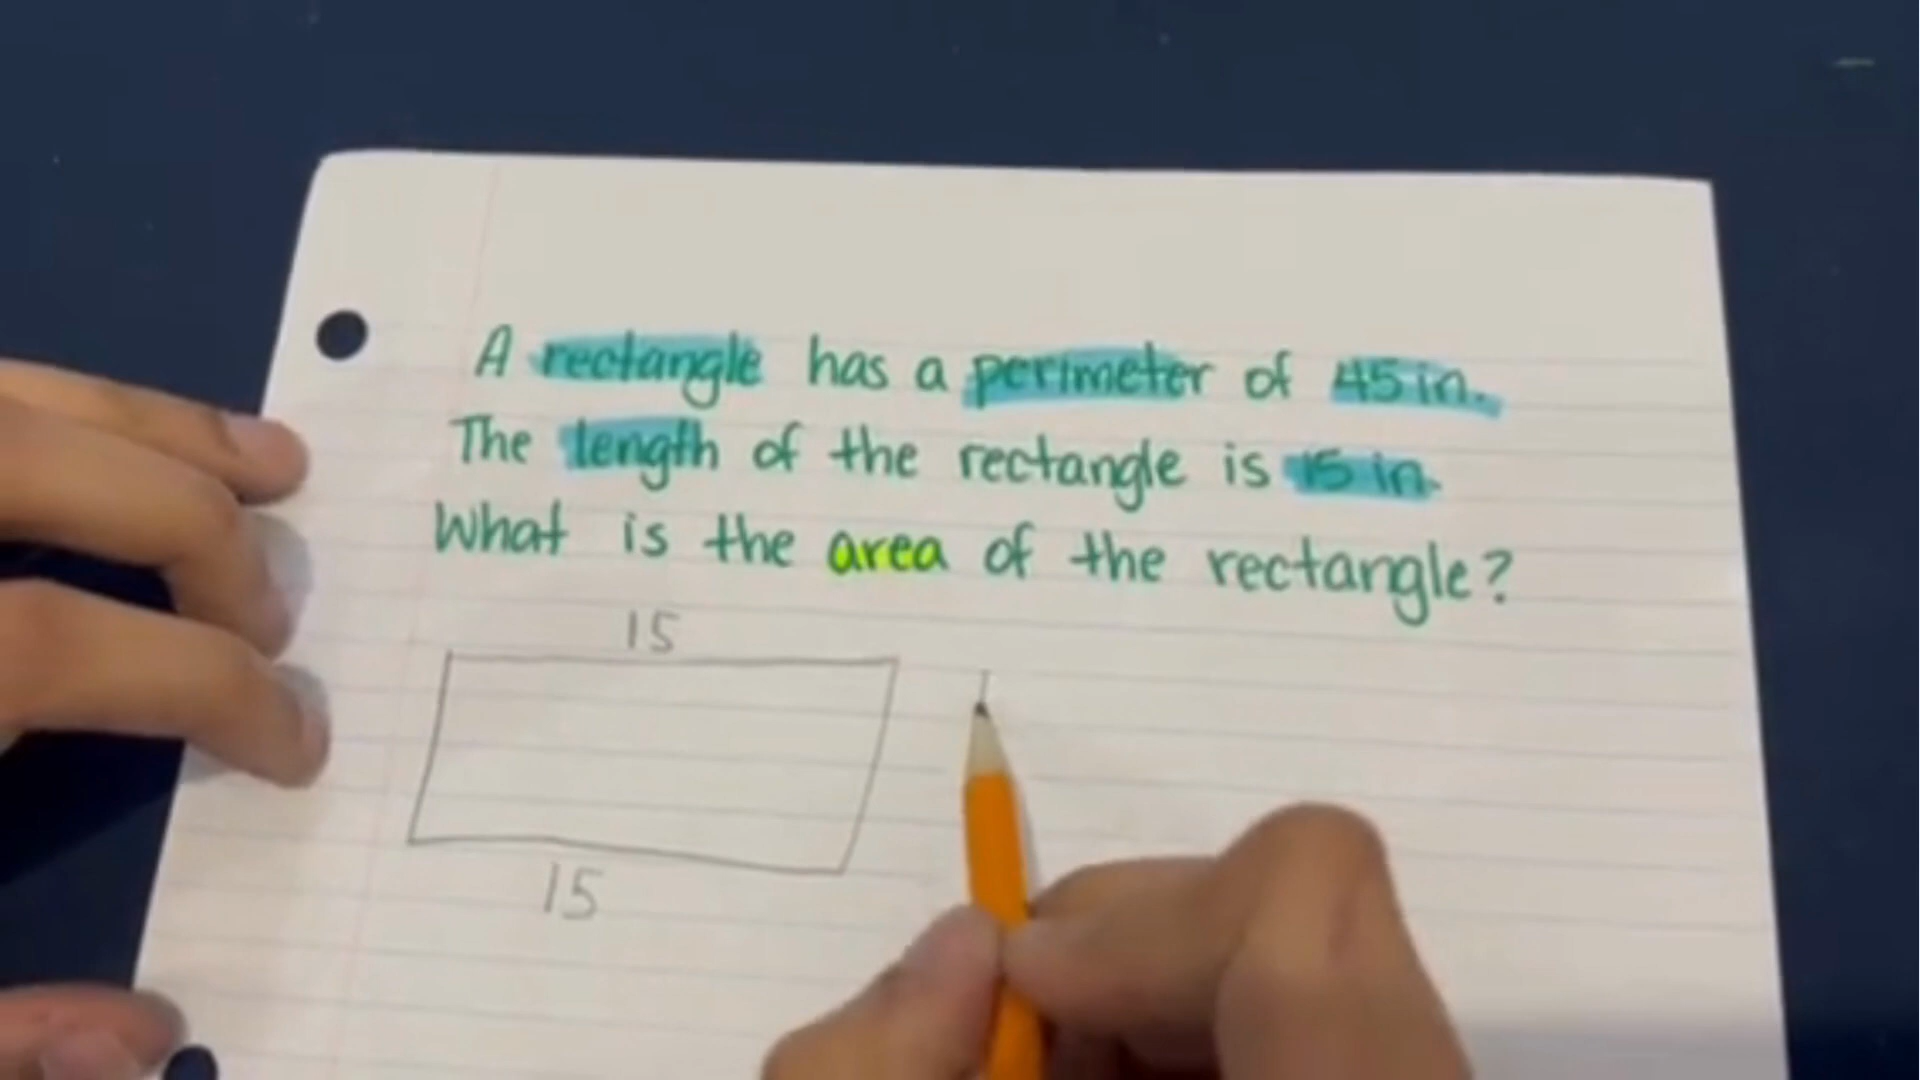 A rectangle has a perimeter of 45 in.
The length of the rectangle is 15 in.
What is the area of the rectangle?
15
15